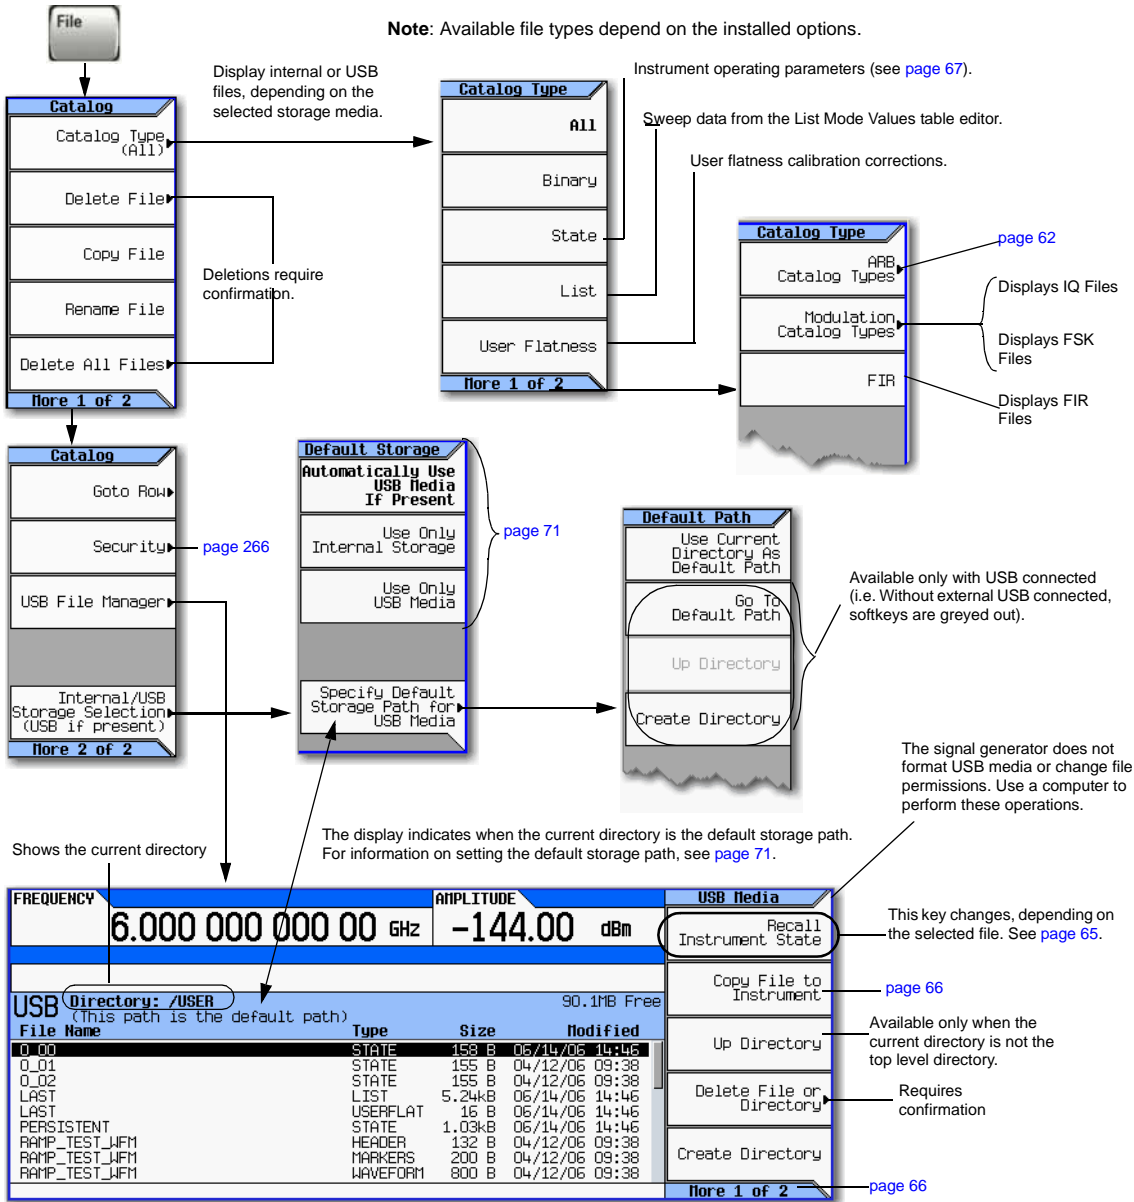 File
Note: Available file types depend on the installed options.
Display internal or USB
files, depending on the
selected storage media.
Instrument operating parameters (see page 67).
Sweep data from the List Mode Values table editor.
User flatness calibration corrections.
Catalog
Catalog Type
(All)
Delete File
Copy File
Rename File
Delete All Files
More 1 of 2
Deletions require
confirmation.
Catalog Type
All
Binary
State
List
User Flatness
More 1 of 2
Catalog Type
ARB
Catalog Types
Modulation
Catalog Types
FIR
page 62
Displays IQ Files
Displays FSK
Files
Displays FIR
Files
Catalog
Goto Row
Security
USB File Manager
Internal/USB
Storage Selection
(USB if present)
More 2 of 2
page 266
Default Storage
Automatically Use
USB Media
If Present
Use Only
Internal Storage
Use Only
USB Media
Specify Default
Storage Path for
USB Media
page 71
Default Path
Use Current
Directory As
Default Path
Go To
Default Path
Up Directory
Create Directory
Available only with USB connected
(i.e. Without external USB connected,
softkeys are greyed out).
The signal generator does not
format USB media or change file
permissions. Use a computer to
perform these operations.
The display indicates when the current directory is the default storage path.
For information on setting the default storage path, see page 71.
Shows the current directory
FREQUENCY
6.000 000 000 00 GHz
AMPLITUDE
-144.00 dBm
USB Directory: /USER
(This path is the default path)
90.1MB Free
File Name Type Size Modified
0_00 STATE 158 B 06/14/06 14:46
0_01 STATE 155 B 04/12/06 09:38
0_02 STATE 155 B 04/12/06 09:38
LAST LIST 5.24kB 06/14/06 14:46
LAST USERFLAT 16 B 06/14/06 14:46
PERSISTENT STATE 1.03kB 06/14/06 14:46
RAMP_TEST_WFM HEADER 132 B 04/12/06 09:38
RAMP_TEST_WFM MARKERS 200 B 04/12/06 09:38
RAMP_TEST_WFM WAVEFORM 800 B 04/12/06 09:38
USB Media
Recall
Instrument State
Copy File to
Instrument
Up Directory
Delete File or
Directory
Create Directory
More 1 of 2
This key changes, depending on
the selected file. See page 65.
page 66
Available only when the
current directory is not the
top level directory.
Requires
confirmation
page 66